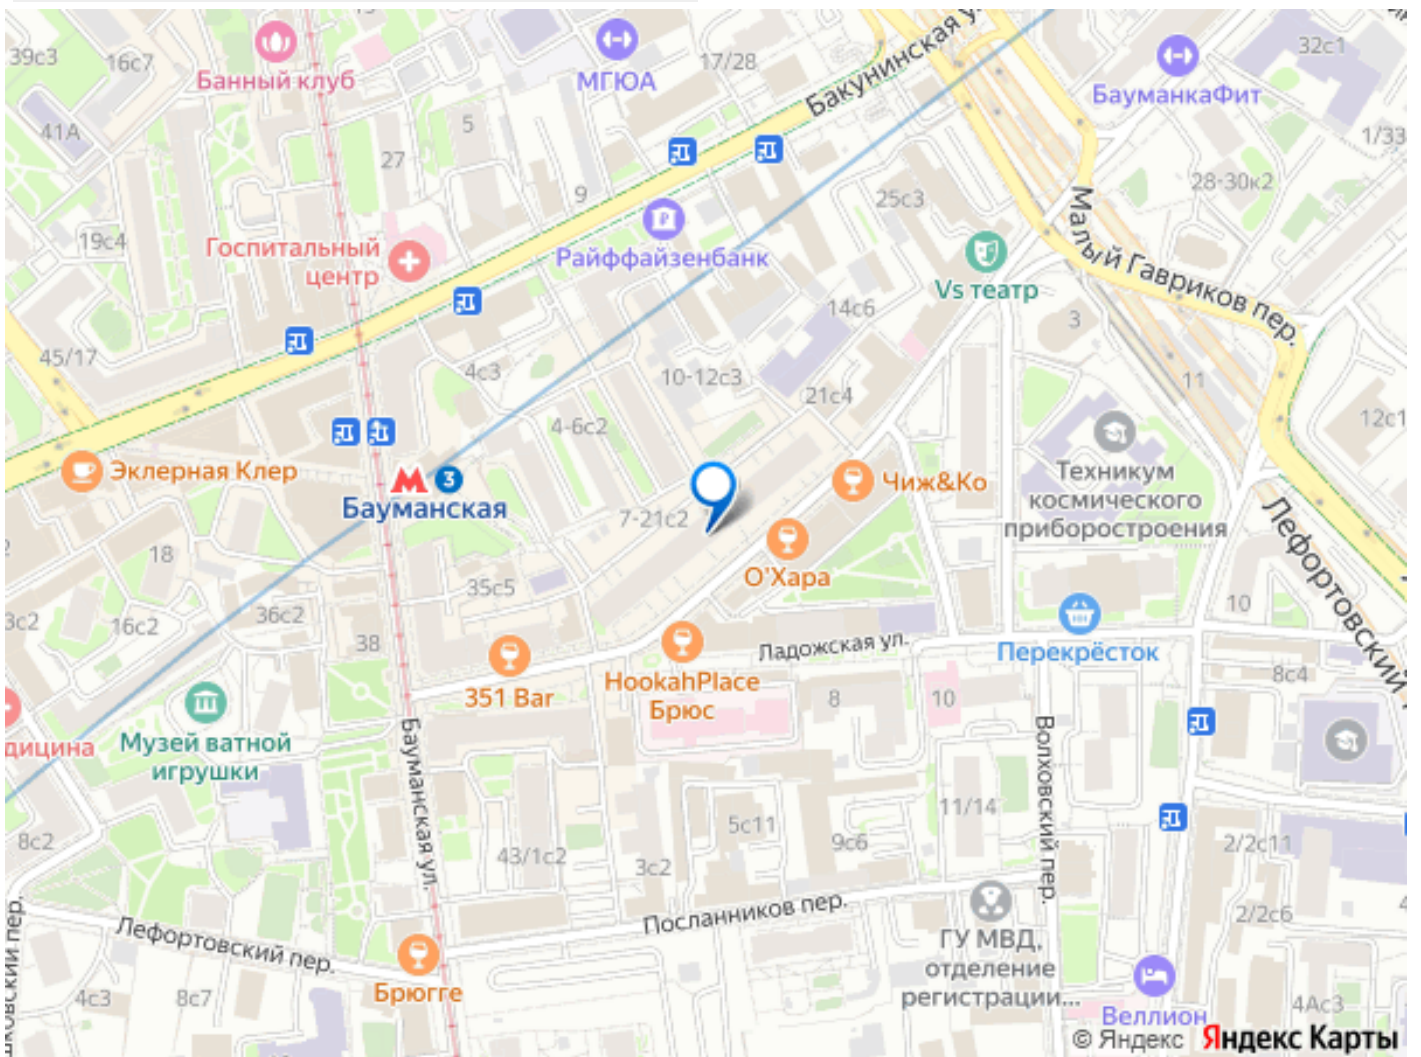 39с3
16с7
Банный клуб
МГЮА
17/28
Бакунинская у
БауманкаФит
32с1
41А
5
27
1/33
9
28-30к2
25с3
19с4
Госпитальный
центр
Райффайзенбанк
Малый Гавриков пер.
Vs театр
14с6
3
45/17
4с3
10-12с3
11
21с4
12с1
4-6с2
Эклерная Клер
М 3
Бауманская
Чиж&Ко
Техникум
космического
приборостроения
7-21с2
18
О'Хара
35с5
Лефортовский
36с2
3с2
16с2
38
10
Ладожская ул.
Перекрёсток
351 Bar
HookahPlace
Брюс
8с4
8
10
дицина
Музей ватной
игрушки
Бауманская ул.
Волховский пер.
11/14
5с11
8с2
43/1с2
3с2
9с6
2/2с11
Посланников пер.
2/2с6
Лефортовский пер.
ковский пер.
ГУ МВД,
отделение
регистрации...
Брюгге
4с3
8с7
Веллион
4Ас3
© Яндекс Яндекс Карты